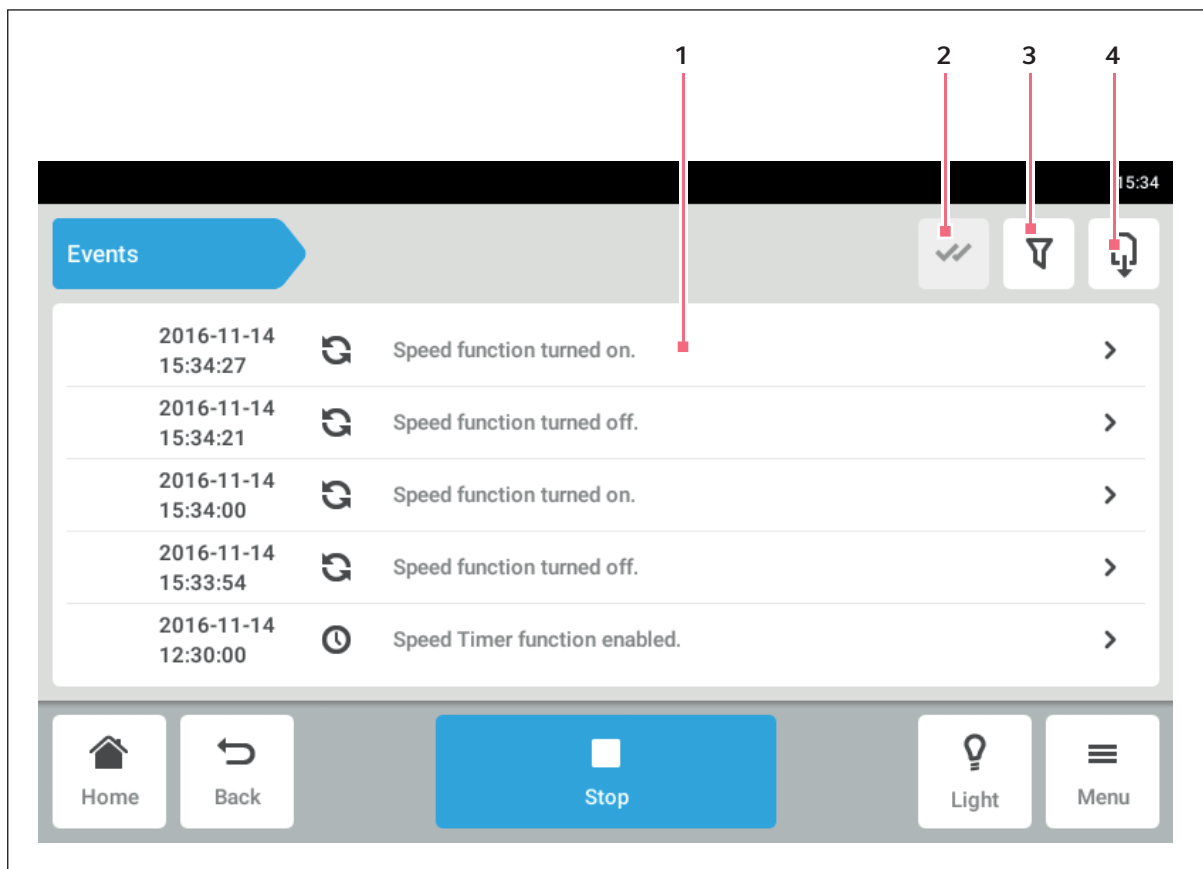 1 2 3 4
15:34
Events
2016-11-14
15:34:27
Speed function turned on.
2016-11-14
15:34:21
Speed function turned off.
2016-11-14
15:34:00
Speed function turned on.
2016-11-14
15:33:54
Speed function turned off.
2016-11-14
12:30:00
Speed Timer function enabled.
Home
Back
Stop
Light
Menu